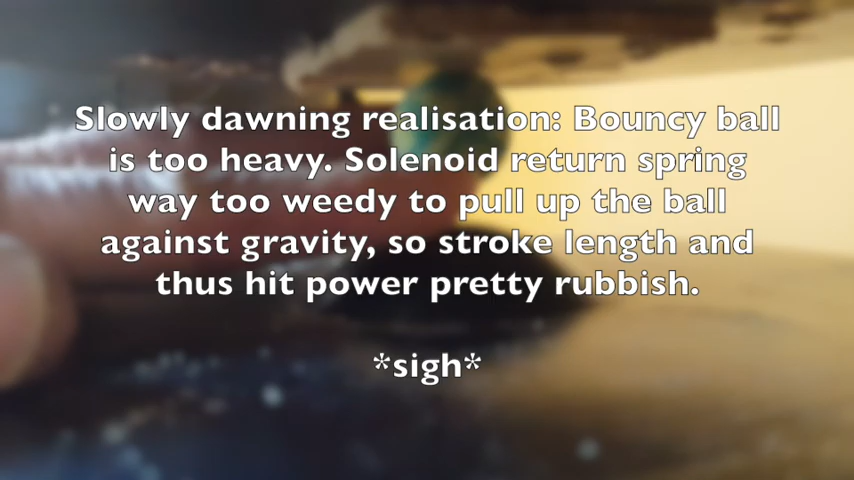 Slowly dawning realisation: Bouncy ball
is too heavy. Solenoid return spring
way too weedy to pull up the ball
against gravity, so stroke length and
thus hit power pretty rubbish.
*sigh*